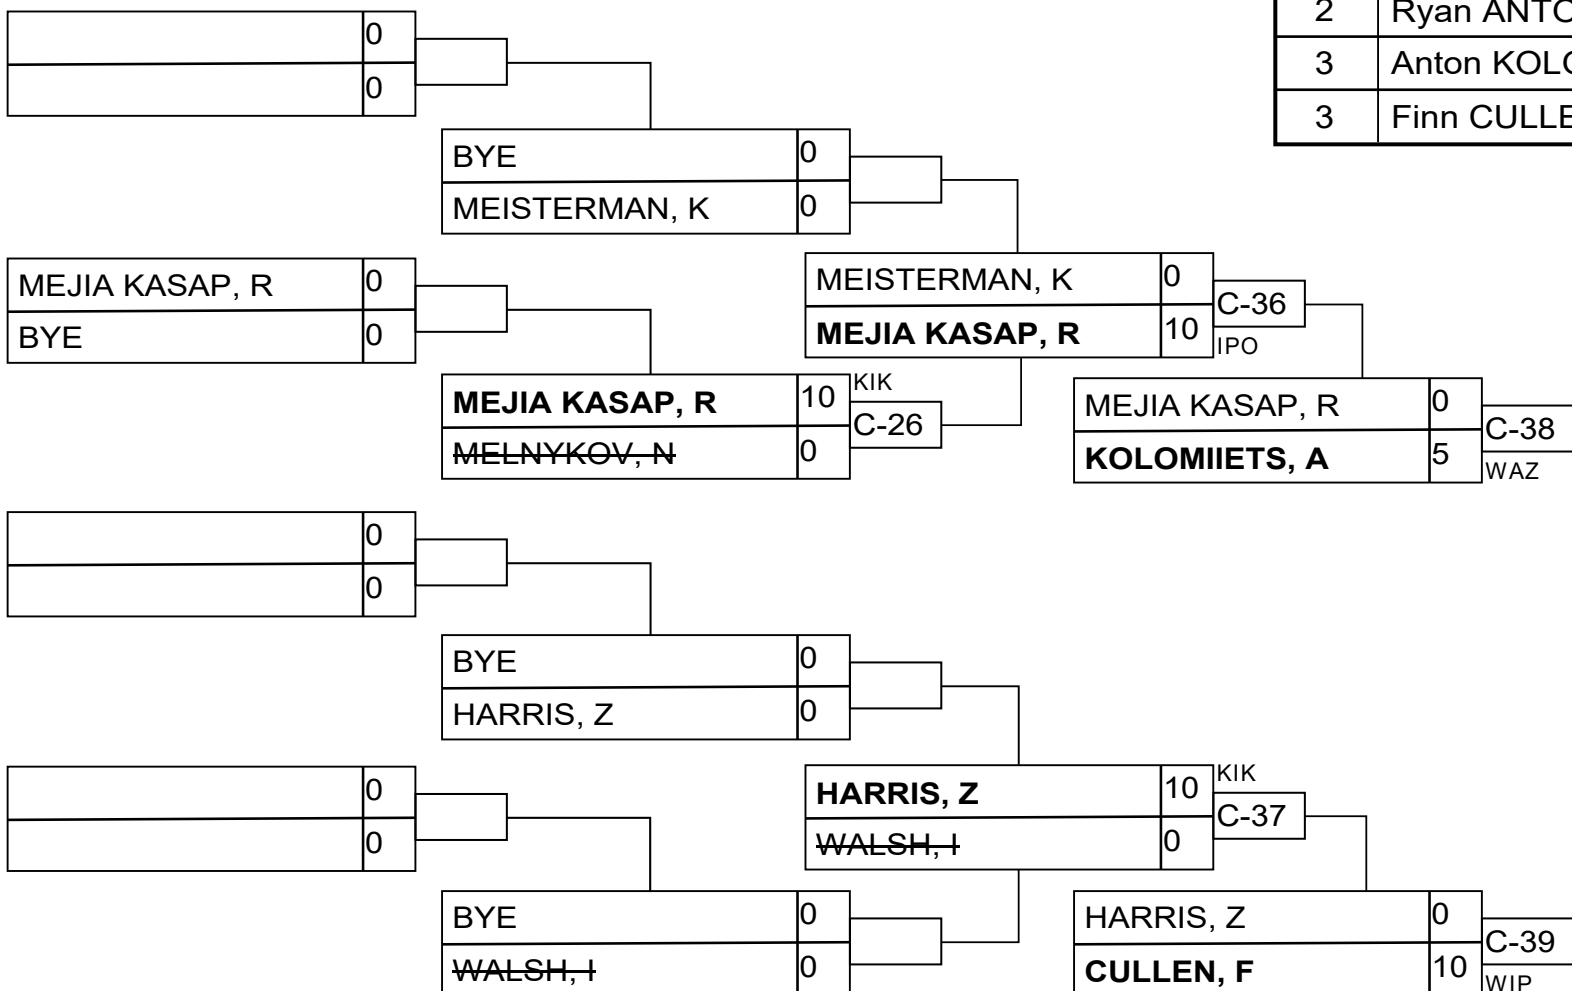 0
0
2 Ryan ANTO
3 Anton KOLO
3 Finn CULLE
BYE 0
MEISTERMAN, K 0
MEJIA KASAP, R 0
BYE 0
MEISTERMAN, K 0
MEJIA KASAP, R 10
C-36
IPO
MEJIA KASAP, R 10
MELNYKOV, N 0
KIK
C-26
MEJIA KASAP, R 0
KOLOMIIETS, A 5
C-38
WAZ
0
0
BYE 0
HARRIS, Z 0
0
0
HARRIS, Z 10
WALSH, I 0
KIK
C-37
BYE 0
WALSH, I 0
HARRIS, Z 0
CULLEN, F 10
C-39
WIP